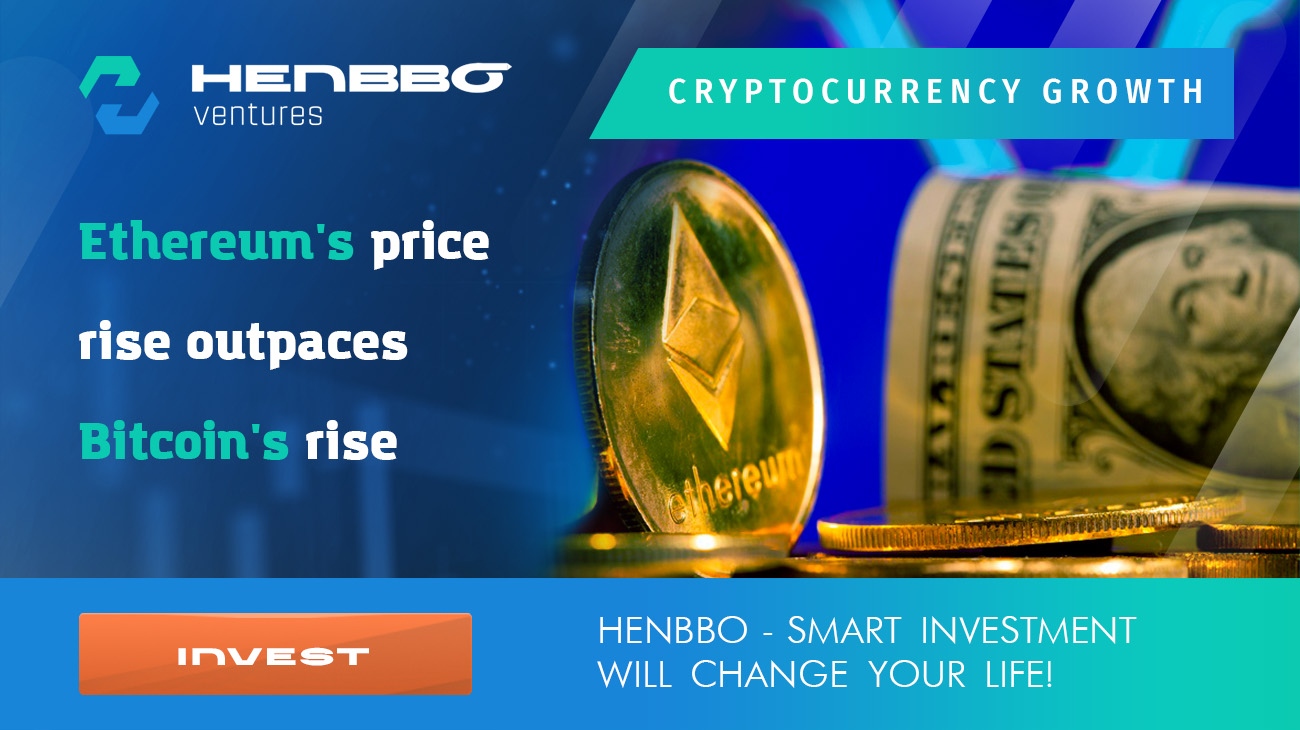 HENBBO
ventures
CRYPTOCURRENCY GROWTH
Ethereum's price
rise outpaces
Bitcoin's rise
ethereum
STATES
INVEST
HENBBO - SMART INVESTMENT
WILL CHANGE YOUR LIFE!